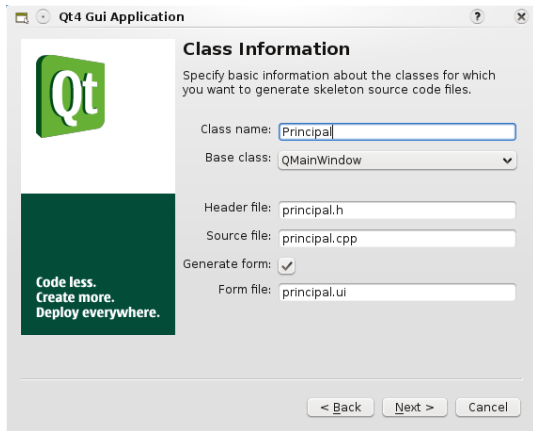 Qt4 Gui Application
?
Qt
Class Information
Specify basic information about the classes for which
you want to generate skeleton source code files.
Class name: Principal
Base class: QMainWindow
Header file: principal.h
Source file: principal.cpp
Generate form:
Form file: principal.ui
Code less.
Create more.
Deploy everywhere.
< Back Next > Cancel